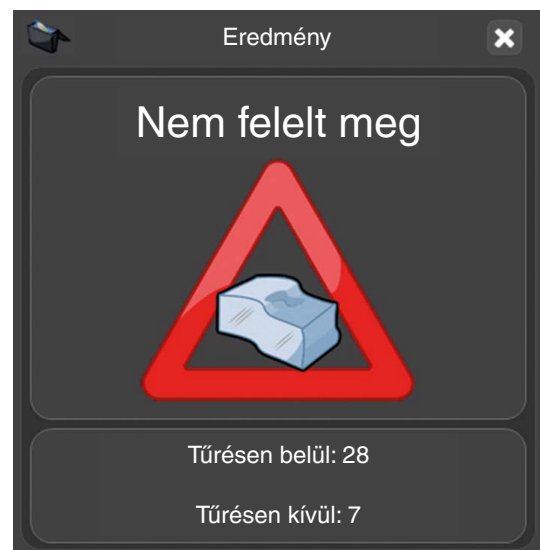 Eredmény
Nem felelt meg
Tűrésen belül: 28
Tűrésen kívül: 7